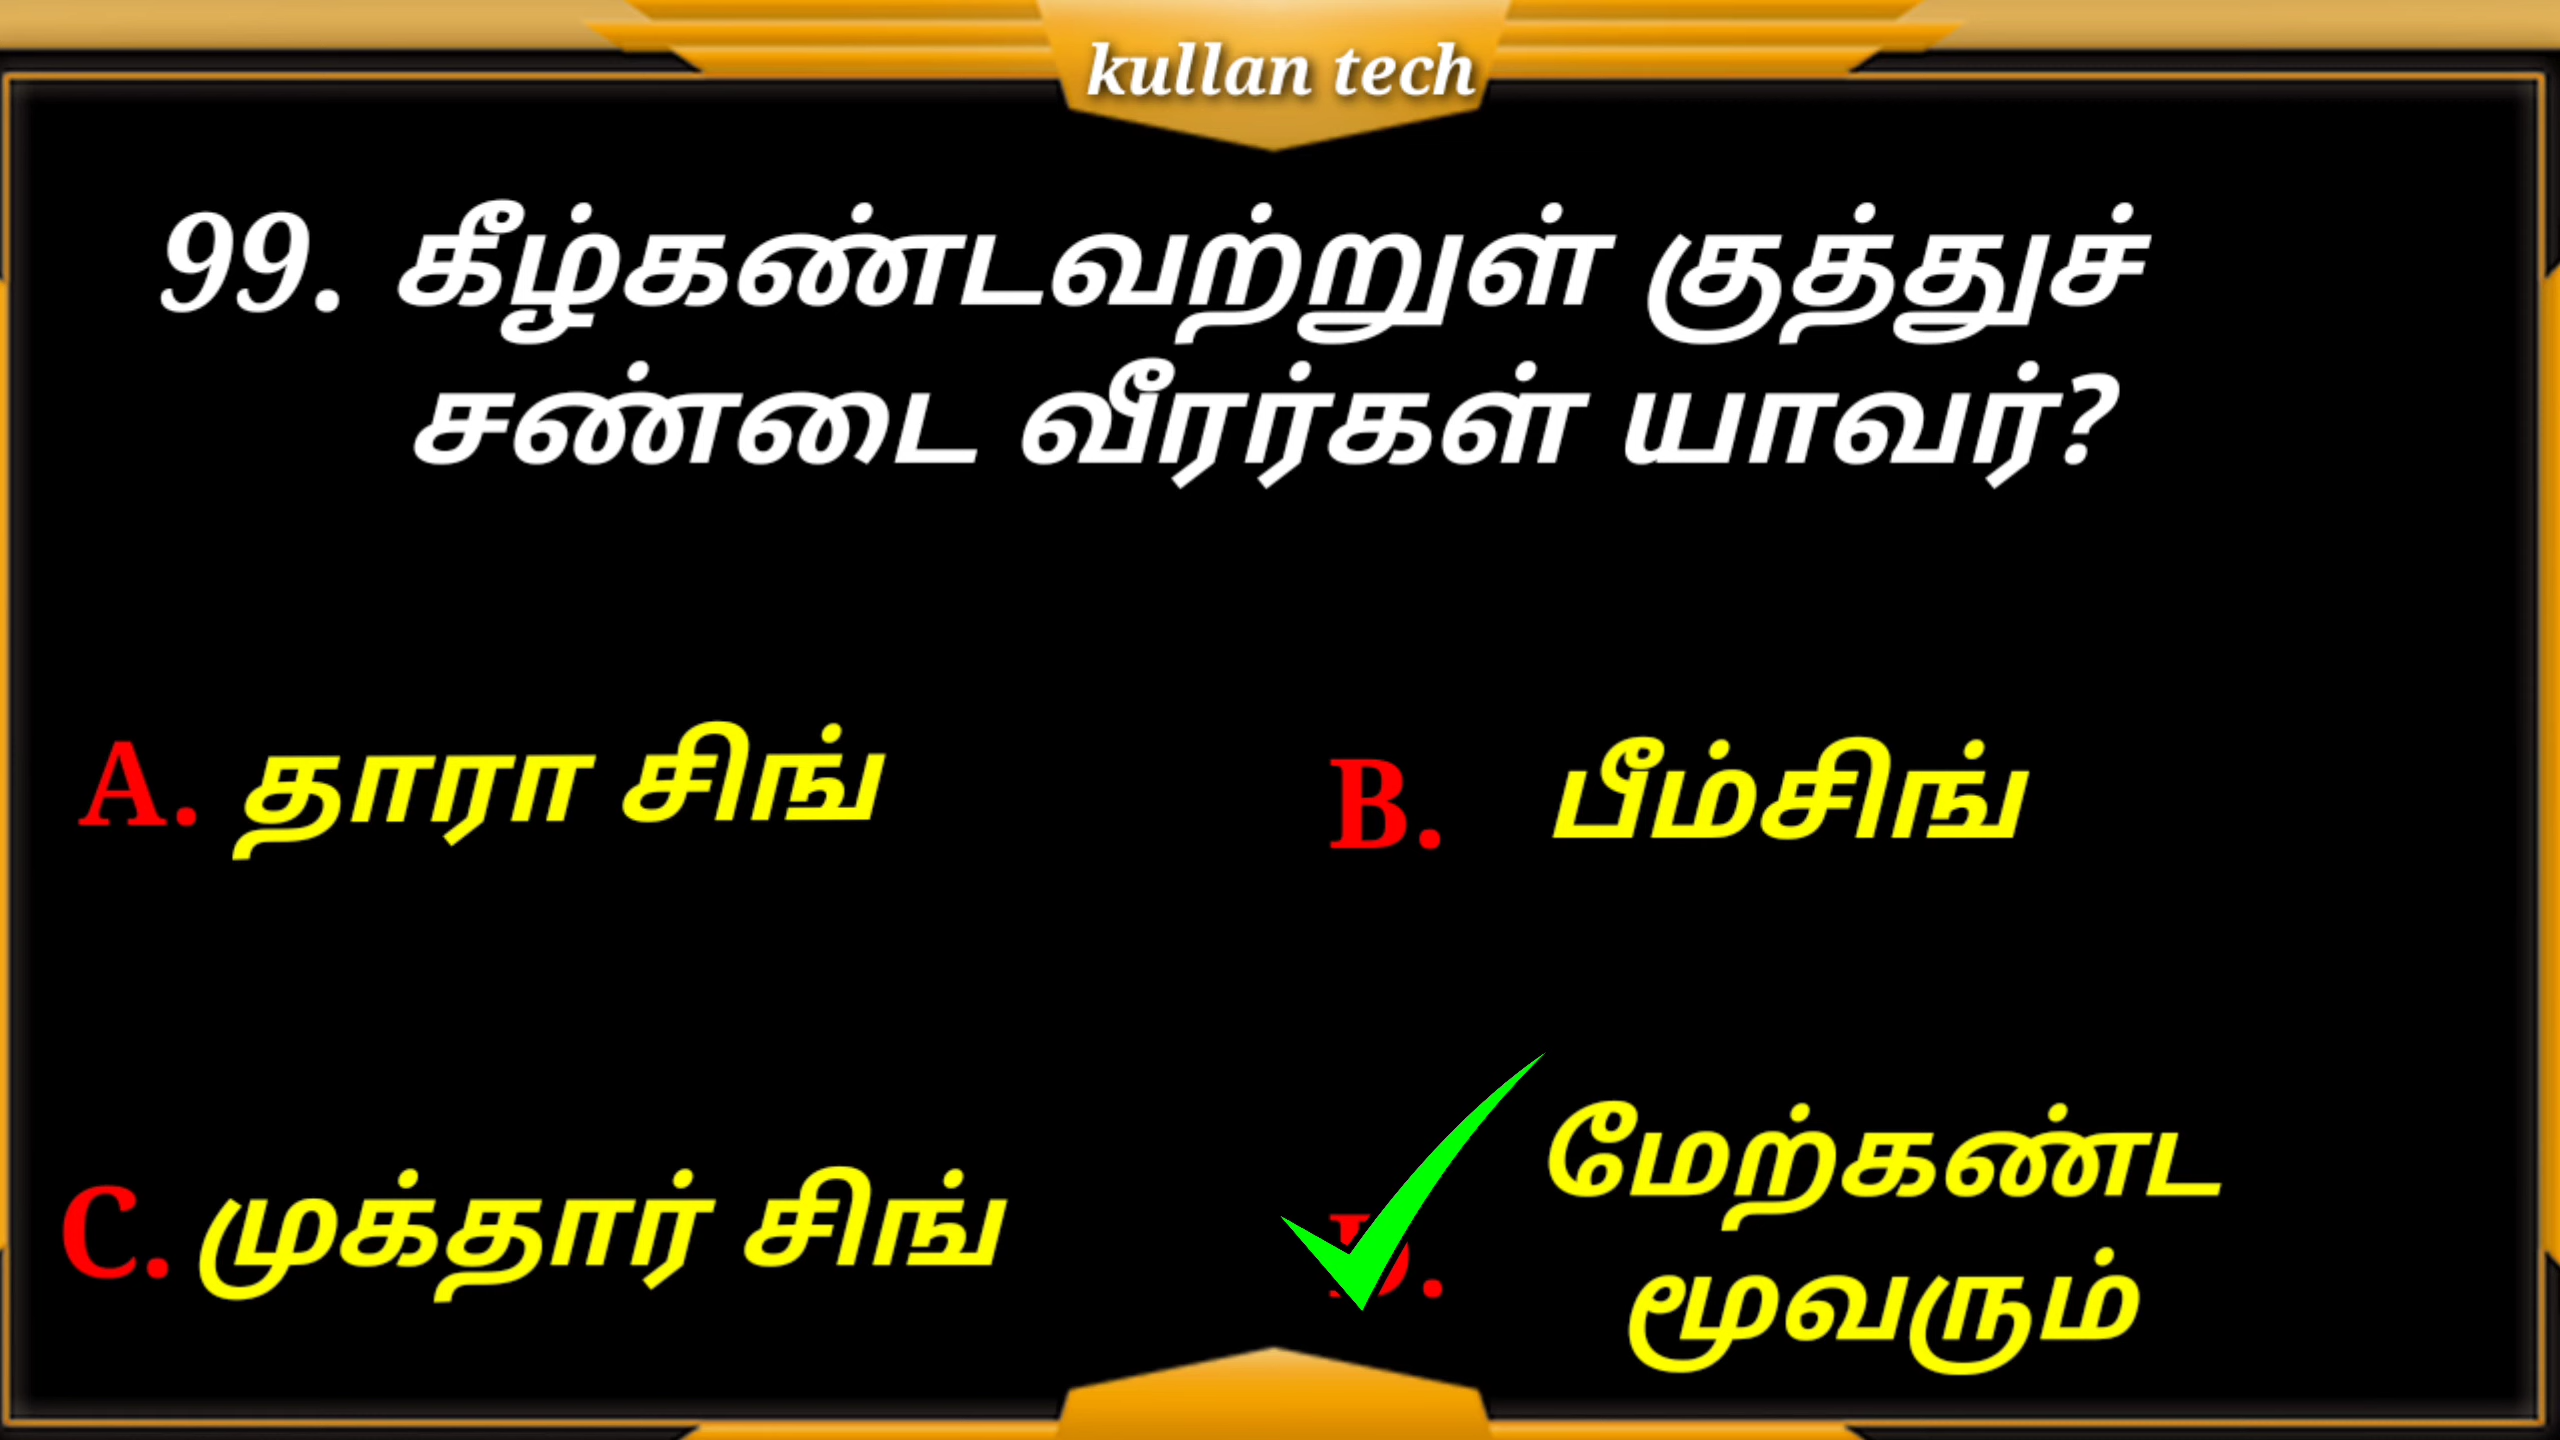 kullan tech
99. கீழ்கண்டவற்றுள் குத்துச்
சண்டை வீரர்கள் யாவர்?
A. தாரா சிங்
B. பீம்சிங்
C. முக்தார் சிங்
D. மேற்கண்ட
மூவரும்